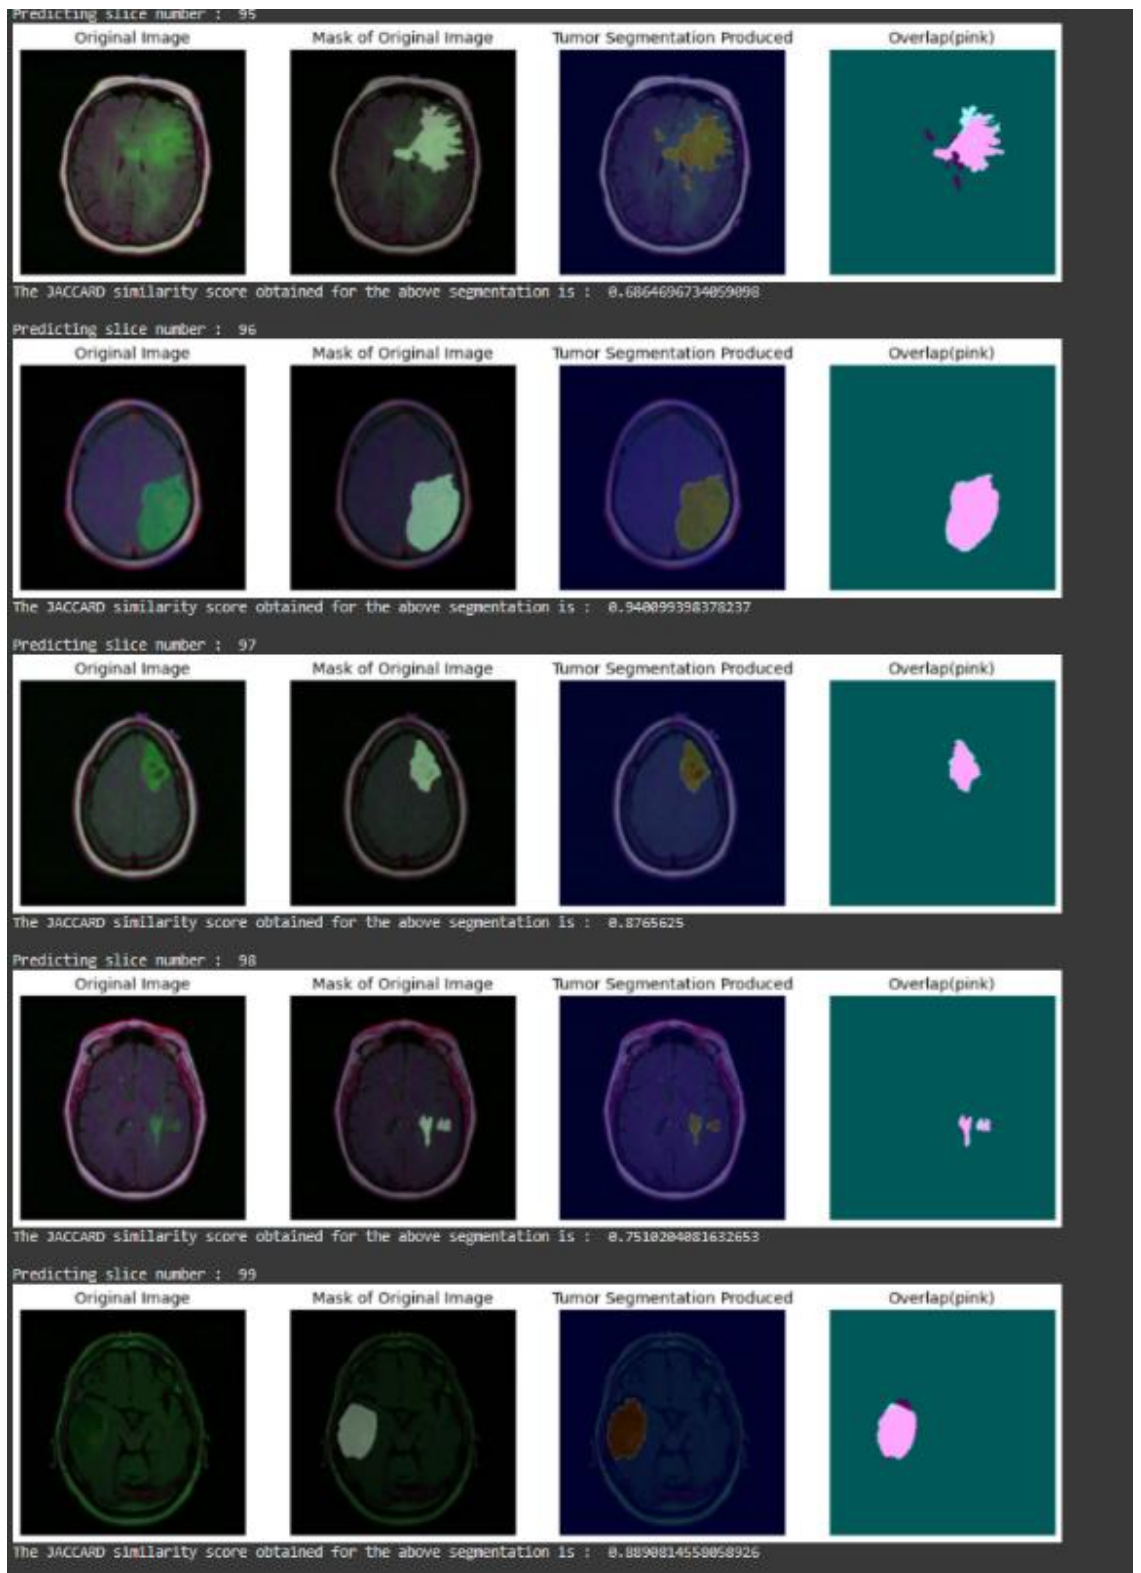 Predicting slice number :  95
Original Image Mask of Original Image Tumor Segmentation Produced Overlap(pink)
The JACCARD similarity score obtained for the above segmentation is :  0.6864696734059098
Predicting slice number :  96
Original Image Mask of Original Image Tumor Segmentation Produced Overlap(pink)
The JACCARD similarity score obtained for the above segmentation is :  0.940099398378237
Predicting slice number :  97
Original Image Mask of Original Image Tumor Segmentation Produced Overlap(pink)
The JACCARD similarity score obtained for the above segmentation is :  0.8765625
Predicting slice number :  98
Original Image Mask of Original Image Tumor Segmentation Produced Overlap(pink)
The JACCARD similarity score obtained for the above segmentation is :  0.7510204081632653
Predicting slice number :  99
Original Image Mask of Original Image Tumor Segmentation Produced Overlap(pink)
The JACCARD similarity score obtained for the above segmentation is :  0.8890814558058926